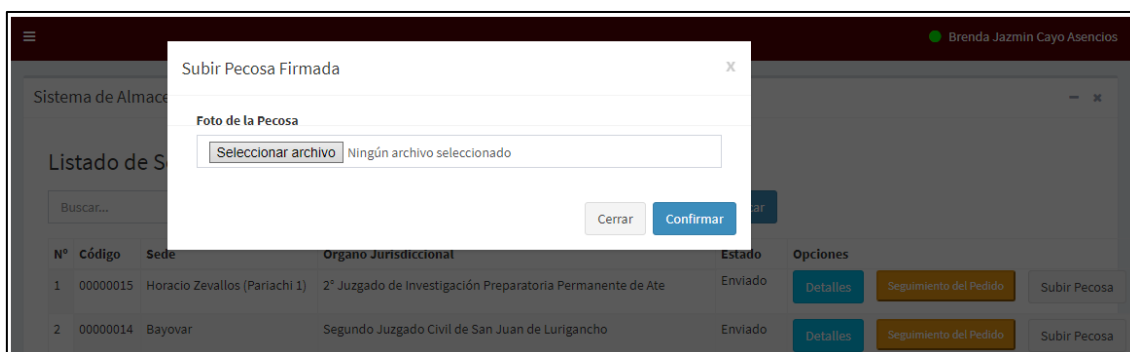 Brenda Jazmin Cayo Asencios
Subir Pecosa Firmada X
Sistema de Almace
Foto de la Pecosa
Seleccionar archivo Ningún archivo seleccionado
Listado de S
Buscar... ar
Cerrar Confirmar
N° Código Sede Organo Jurisdiccional Estado Opciones
1 00000015 Horacio Zevallos (Pariachi 1) 2° Juzgado de Investigación Preparatoria Permanente de Ate Enviado Detalles Seguimiento del Pedido Subir Pecosa
2 00000014 Bayovar Segundo Juzgado Civil de San Juan de Lurigancho Enviado Detalles Seguimiento del Pedido Subir Pecosa